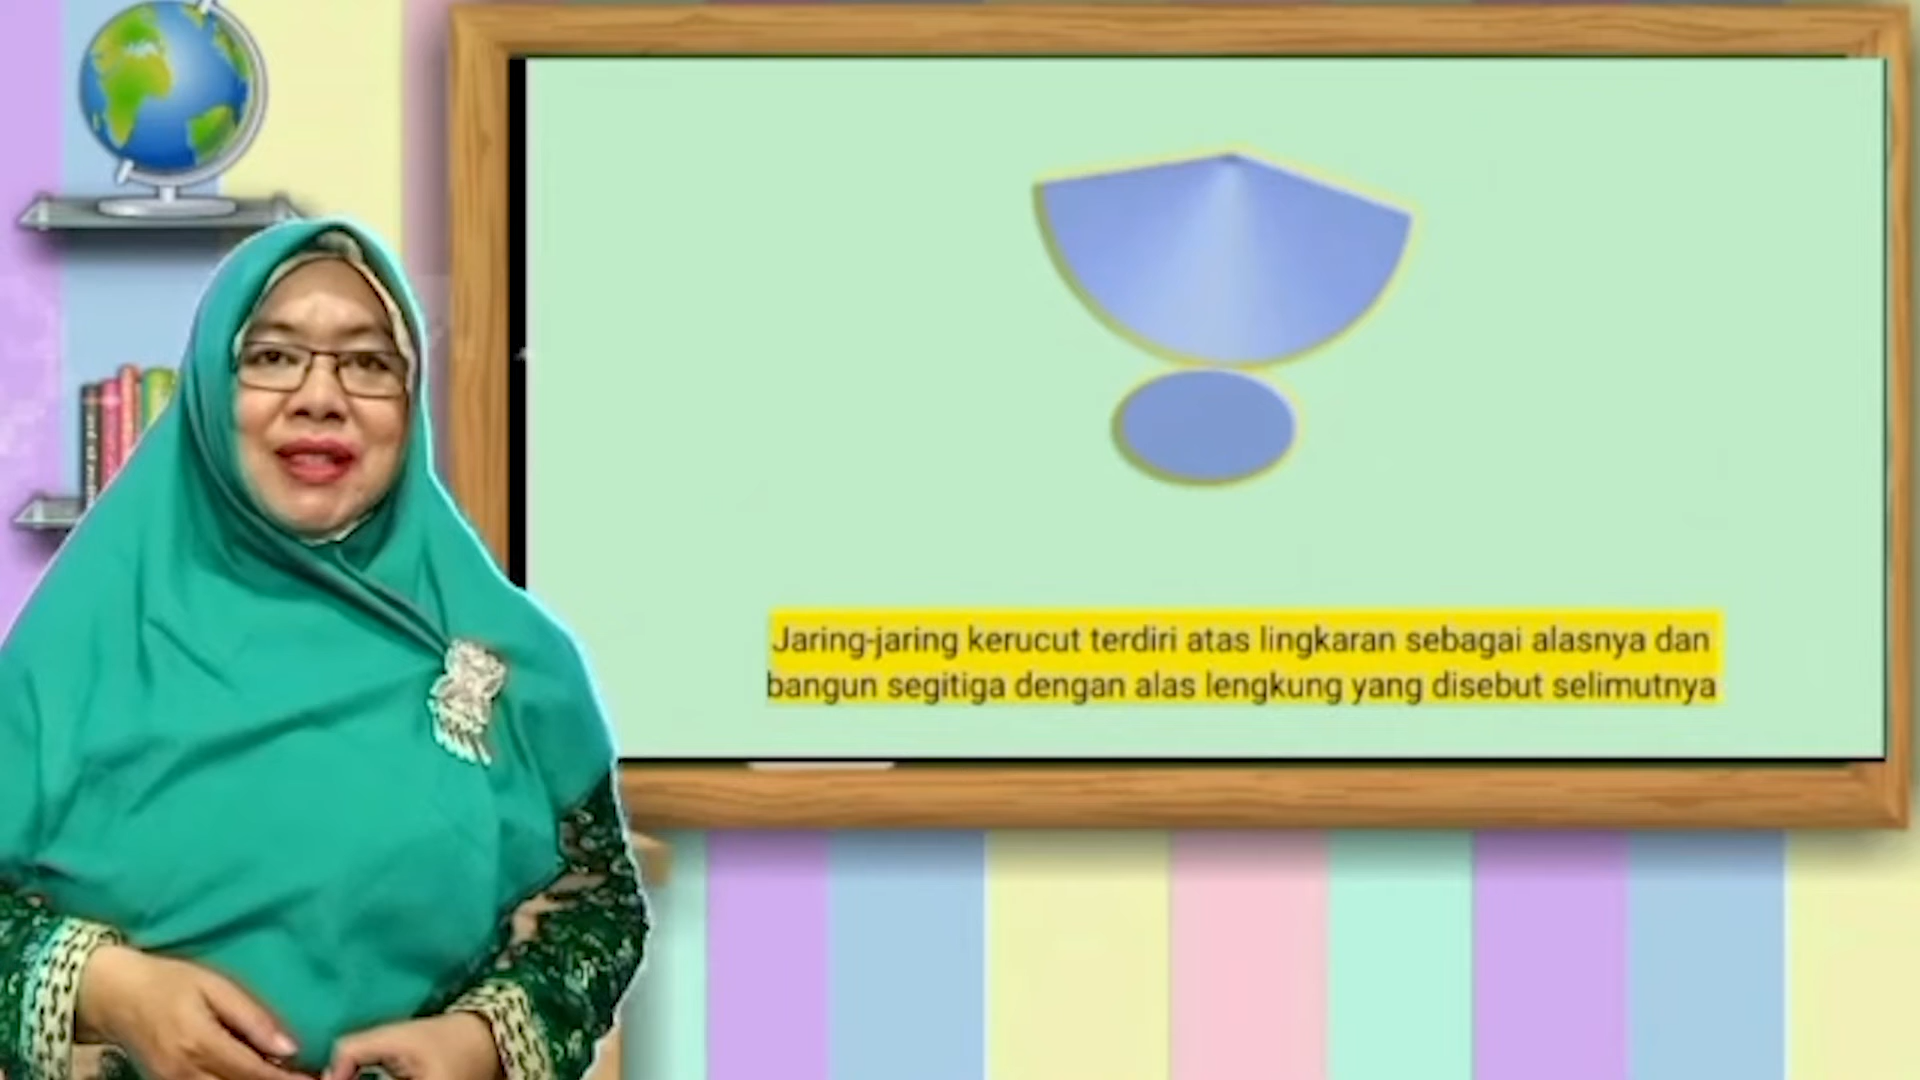 Jaring-jaring kerucut terdiri atas lingkaran sebagai alasnya dan
bangun segitiga dengan alas lengkung yang disebut selimutnya